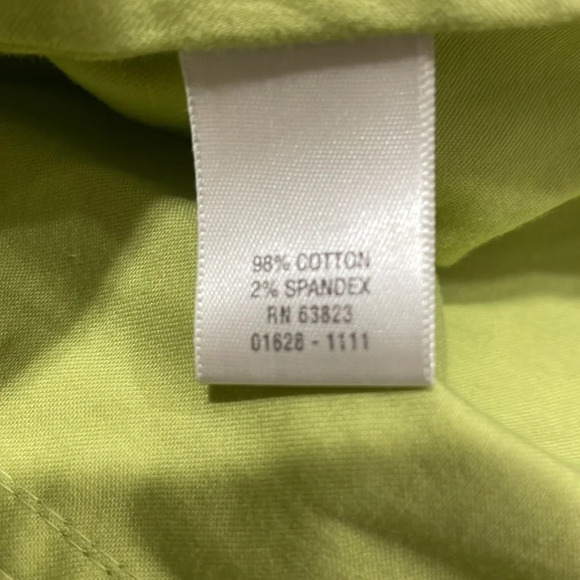 98% COTTON
2% SPANDEX
RN 63823
01628 - 1111